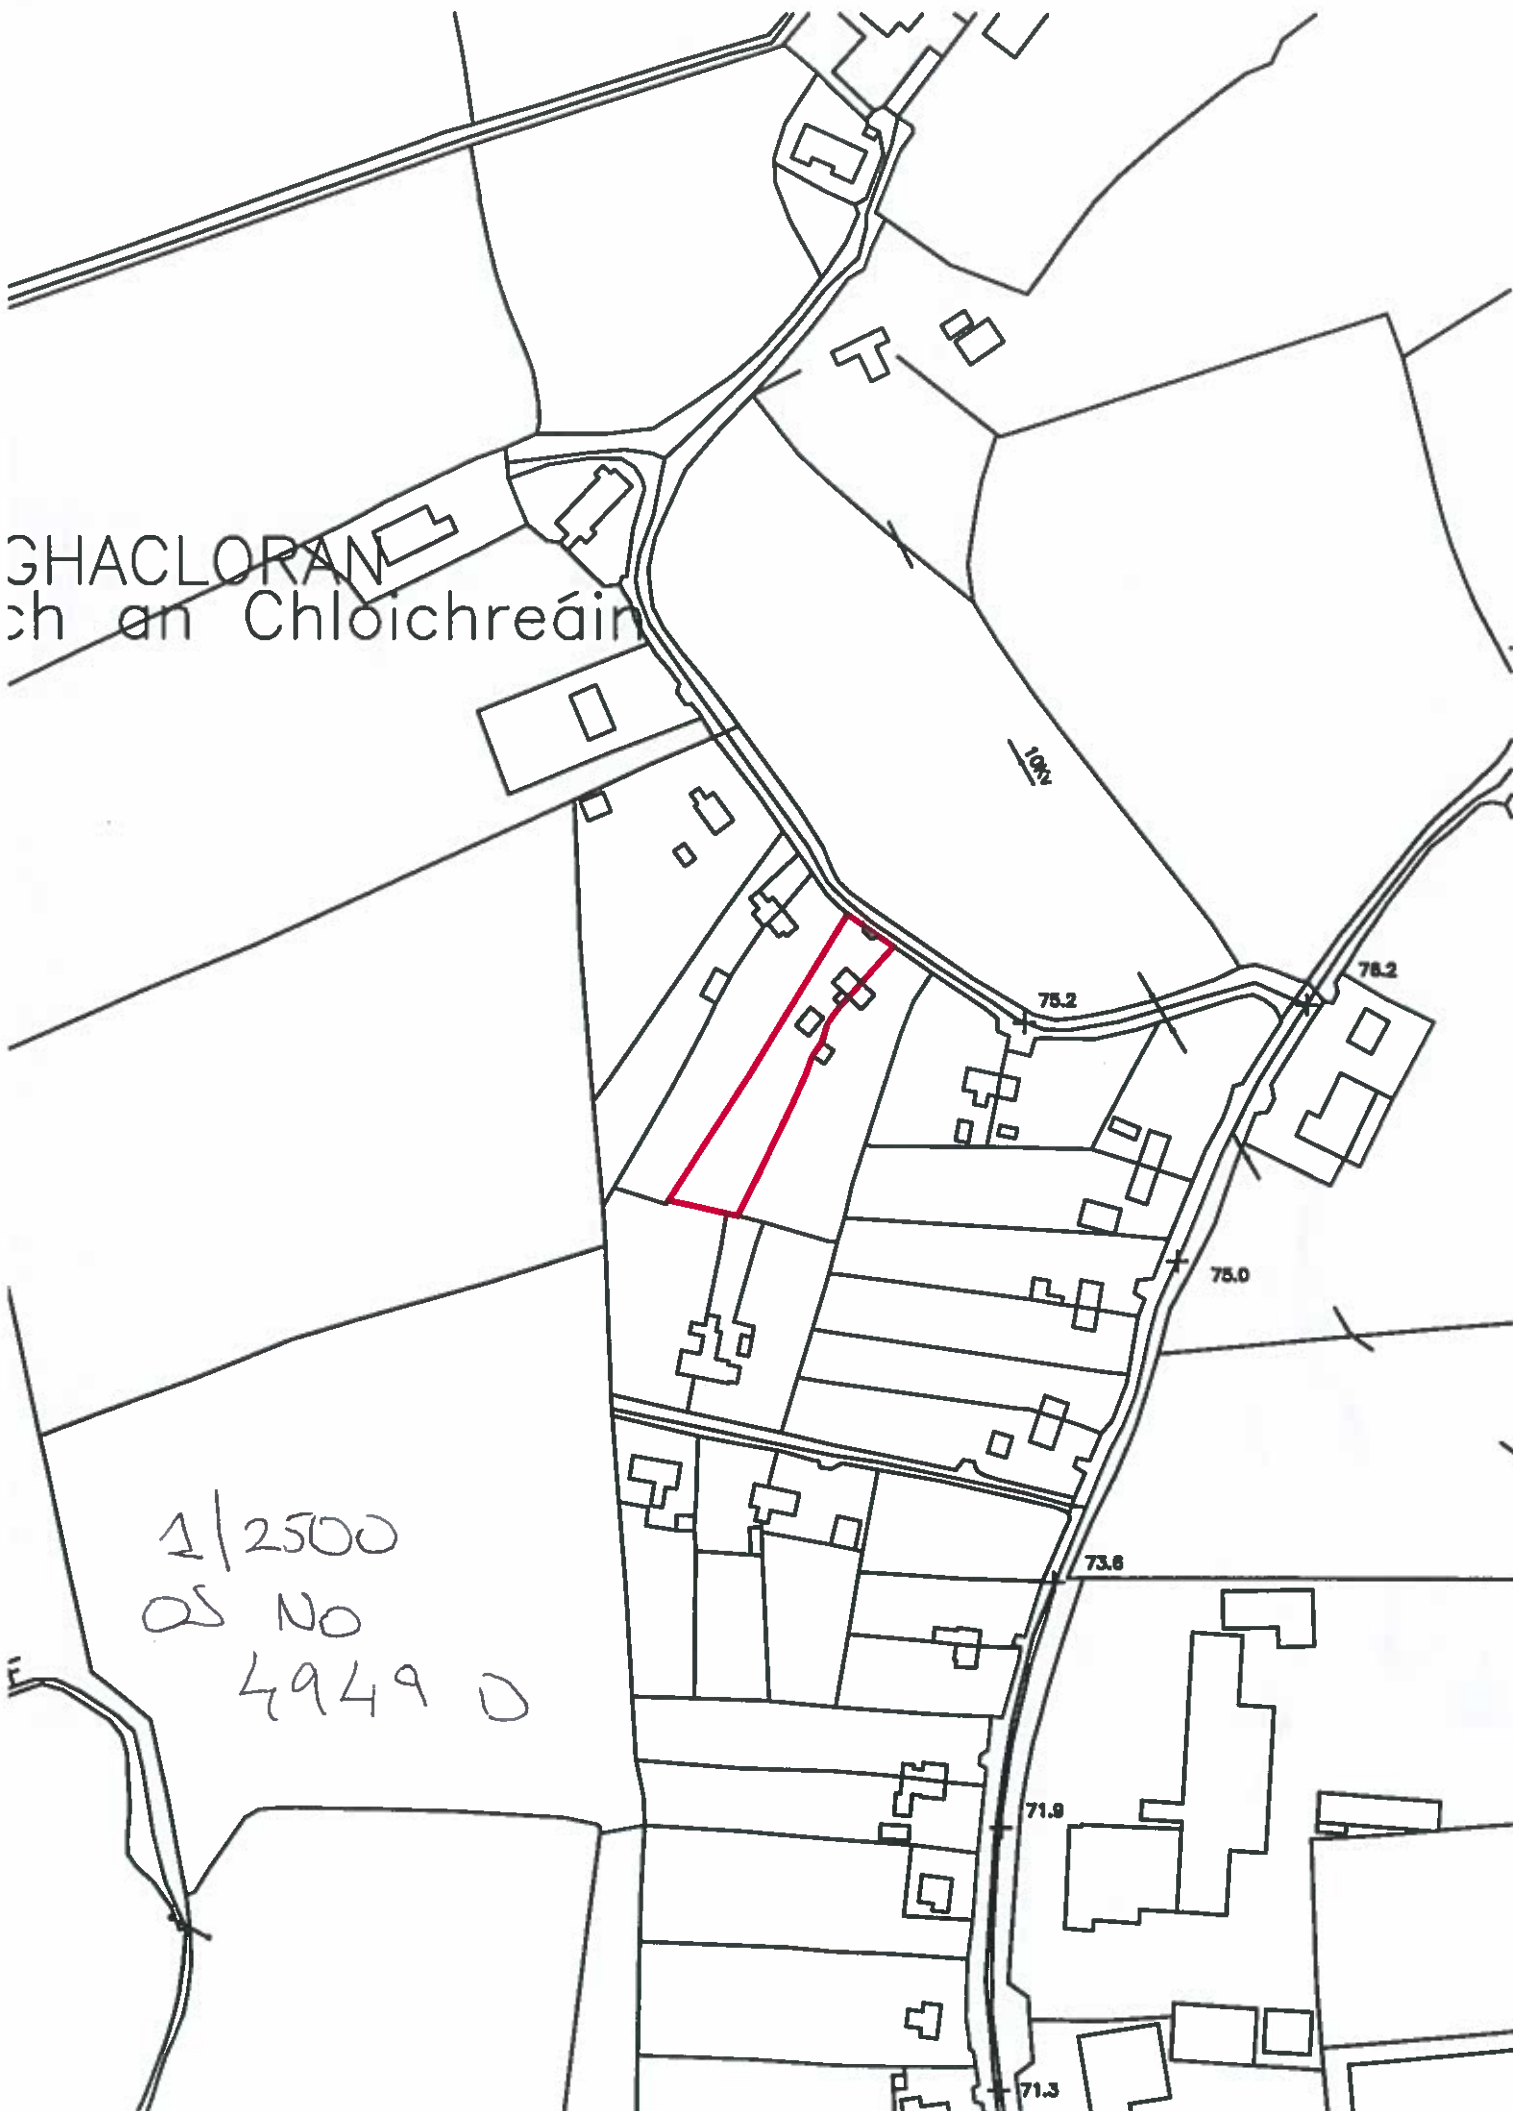 GHACLORAN
ch an Chloichreáin
10K2
75.2
76.2
75.0
1/2500
OS No
4949 D
73.6
F
71.9
71.3